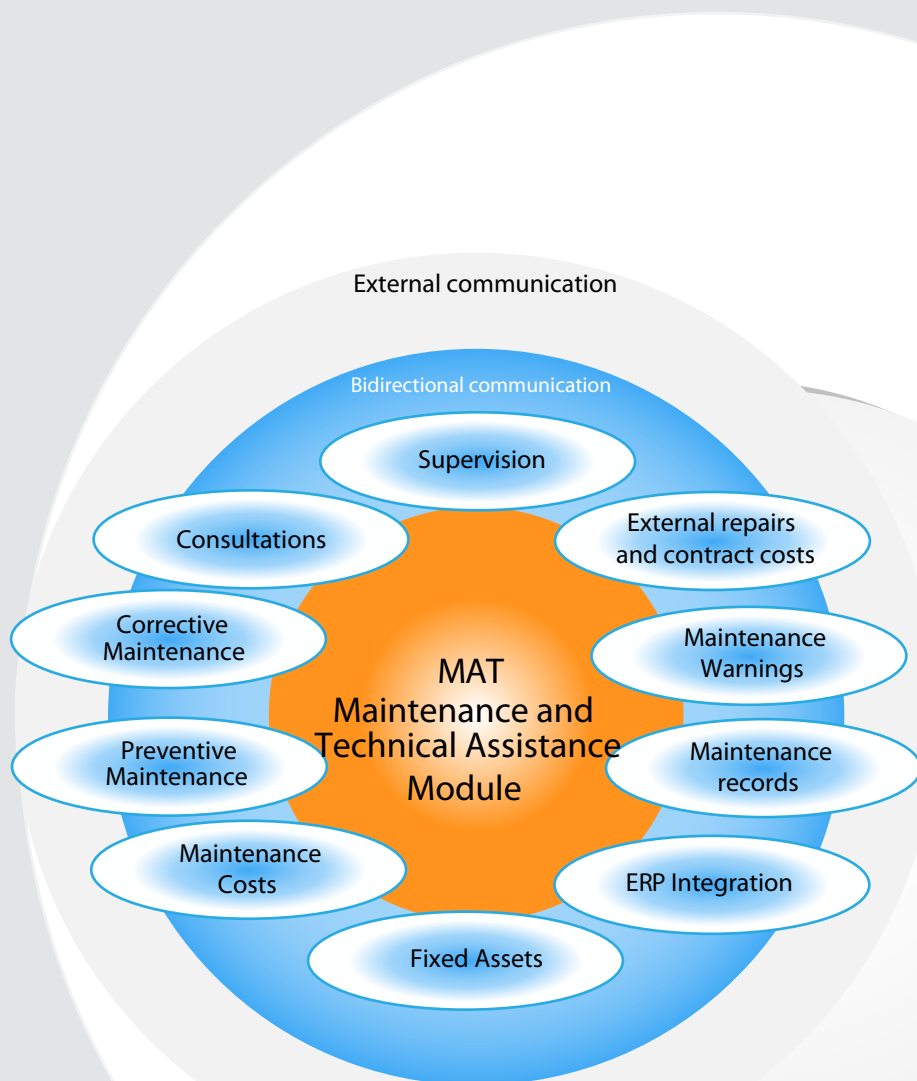 External communication
Bidirectional communication
Supervision
Consultations
External repairs
and contract costs
Corrective
Maintenance
Maintenance
Warnings
MAT
Maintenance and
Technical Assistance
Module
Preventive
Maintenance
Maintenance
records
Maintenance
Costs
ERP Integration
Fixed Assets